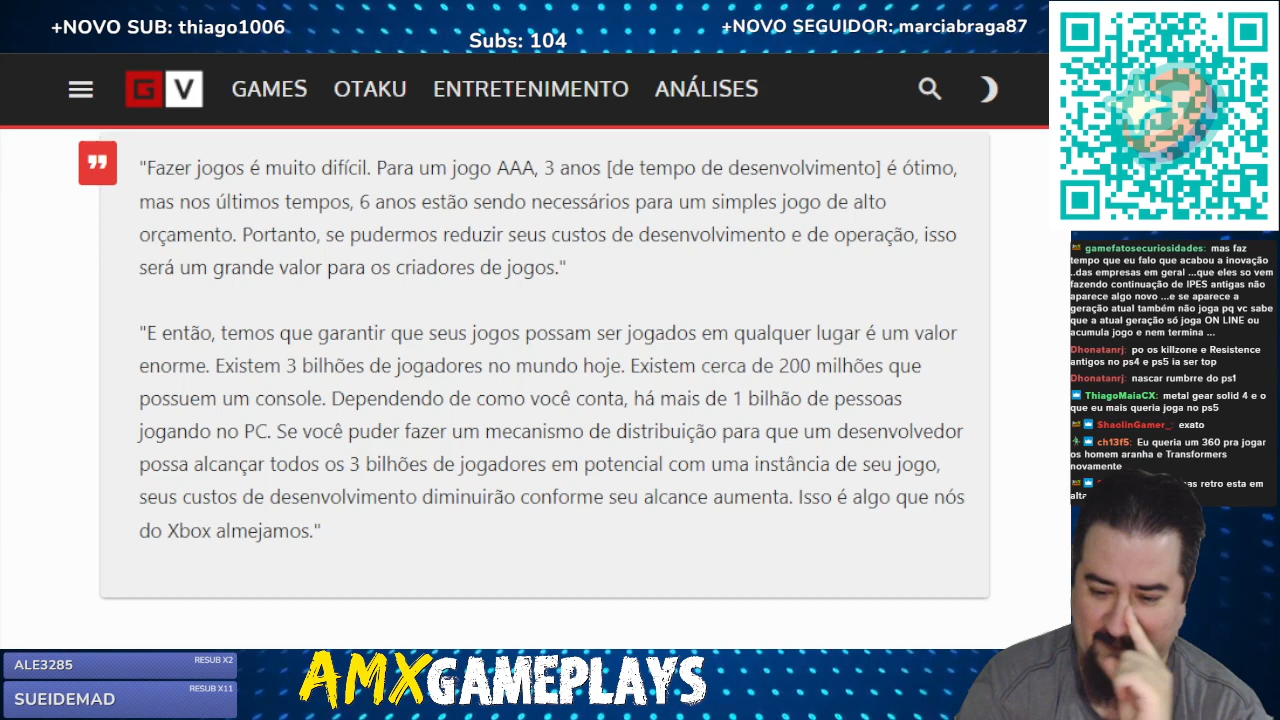 +NOVO SUB: thiago1006
Subs: 104
+NOVO SEGUIDOR: marciabraga87
GV
GAMES
OTAKU
ENTRETENIMENTO
ANÁLISES
"Fazer jogos é muito difícil. Para um jogo AAA, 3 anos [de tempo de desenvolvimento] é ótimo,
mas nos últimos tempos, 6 anos estão sendo necessários para um simples jogo de alto
orçamento. Portanto, se pudermos reduzir seus custos de desenvolvimento e de operação, isso
será um grande valor para os criadores de jogos."
"E então, temos que garantir que seus jogos possam ser jogados em qualquer lugar é um valor
enorme. Existem 3 bilhões de jogadores no mundo hoje. Existem cerca de 200 milhões que
possuem um console. Dependendo de como você conta, há mais de 1 bilhão de pessoas
jogando no PC. Se você puder fazer um mecanismo de distribuição para que um desenvolvedor
possa alcançar todos os 3 bilhões de jogadores em potencial com uma instância de seu jogo,
seus custos de desenvolvimento diminuirão conforme seu alcance aumenta. Isso é algo que nós
do Xbox almejamos."
gamefatosecuriosidades: mas faz
tempo que eu falo que acabou a inovação
..das empresas em geral ...que eles so vem
fazendo continuação de IPES antigas não
aparece algo novo ...e se aparece a
geração atual também não joga pq vc sabe
que a atual geração só joga ON LINE ou
acumula jogo e nem termina ...
Dhonatanrj: po os killzone e Resistence
antigos no ps4 e ps5 ia ser top
Dhonatanrj: nascar rumbrre do ps1
ThiagoMaiaCX: metal gear solid 4 e o
que eu mais queria joga no ps5
ShaolinGamer_: exato
ch13f5: Eu queria um 360 pra jogar
os homem aranha e Transformers
novamente
retro esta em
alta
ALE3285
RESUB X2
SUEIDEMAD
RESUB X11
AMXGAMEPLAYS